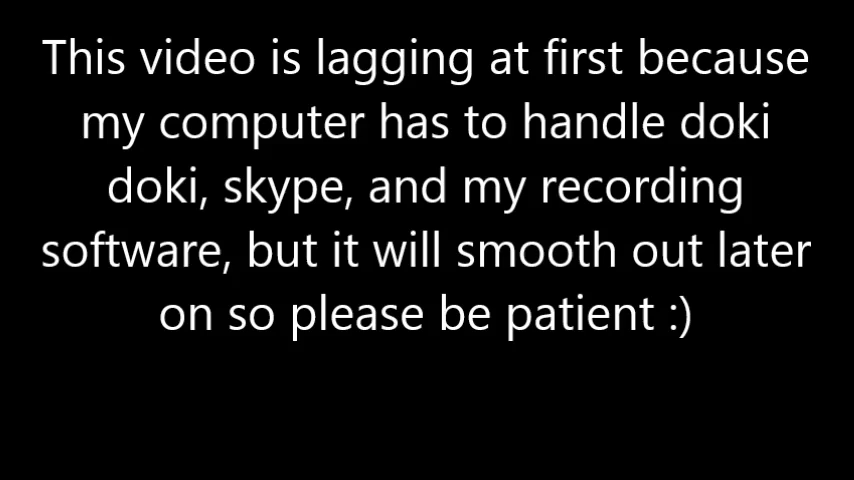 This video is lagging at first because
my computer has to handle doki
doki, skype, and my recording
software, but it will smooth out later
on so please be patient :)